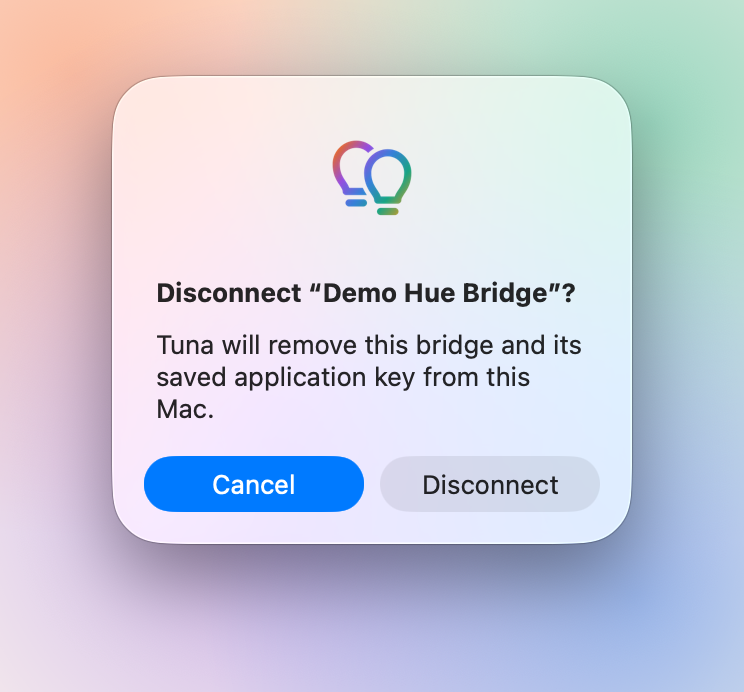 Disconnect “Demo Hue Bridge”?
Tuna will remove this bridge and its
saved application key from this
Mac.
Cancel
Disconnect